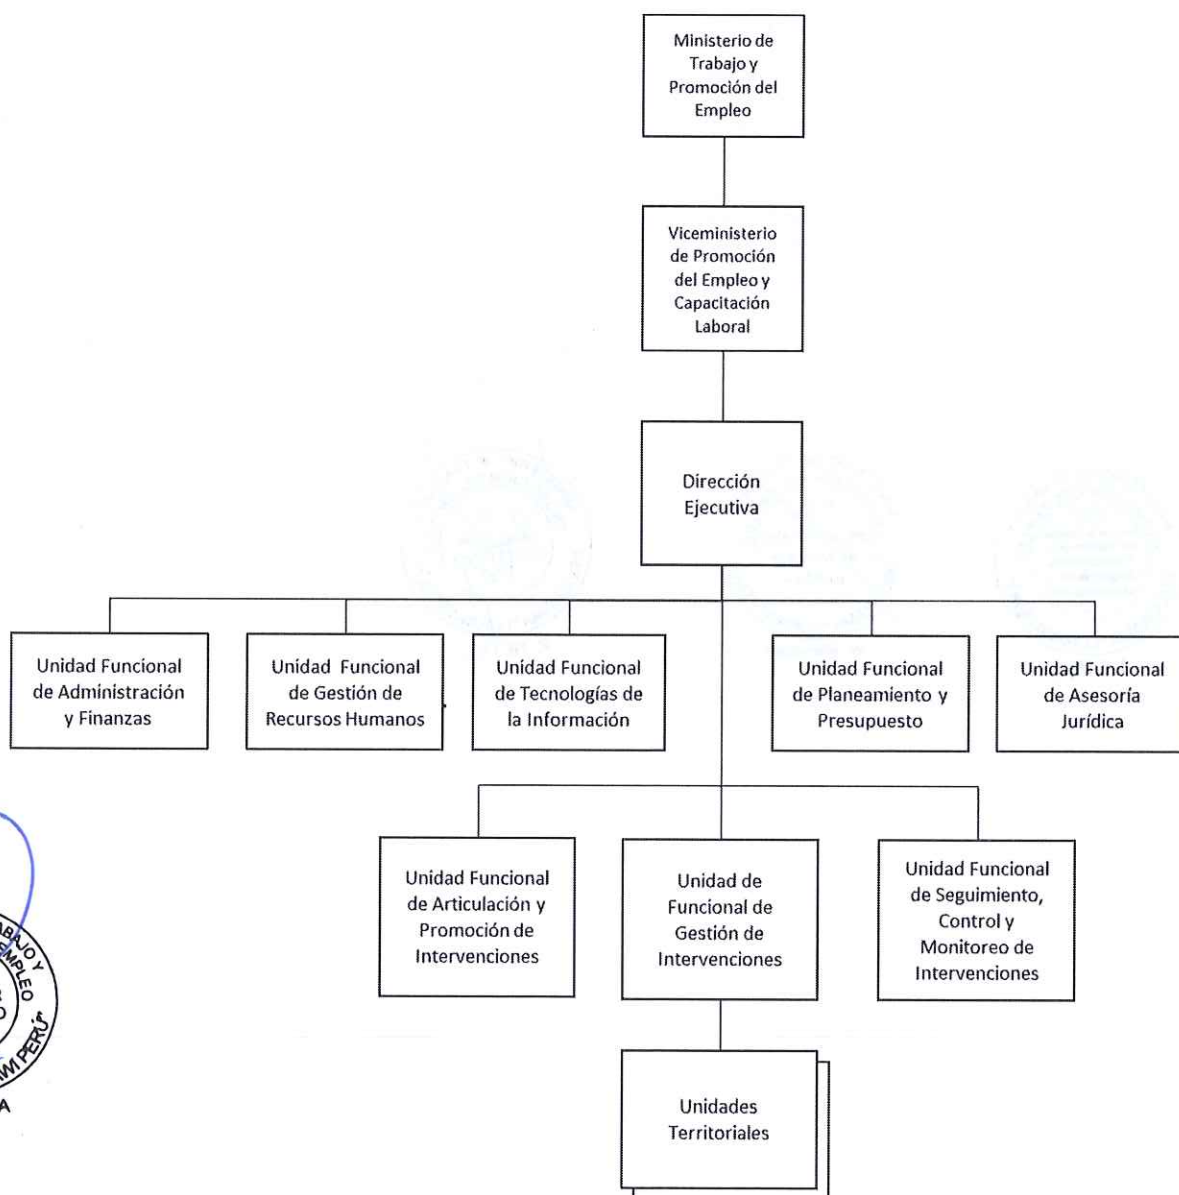 Ministerio de
Trabajo y
Promoción del
Empleo
Viceministerio
de Promoción
del Empleo y
Capacitación
Laboral
Dirección
Ejecutiva
Unidad Funcional
de Administración
y Finanzas
Unidad Funcional
de Gestión de
Recursos Humanos
Unidad Funcional
de Tecnologías de
la Información
Unidad Funcional
de Planeamiento y
Presupuesto
Unidad Funcional
de Asesoría
Jurídica
Unidad Funcional
de Articulación y
Promoción de
Intervenciones
Unidad de
Funcional de
Gestión de
Intervenciones
Unidad Funcional
de Seguimiento,
Control y
Monitoreo de
Intervenciones
Unidades
Territoriales
EMPLEO
PERÚ"